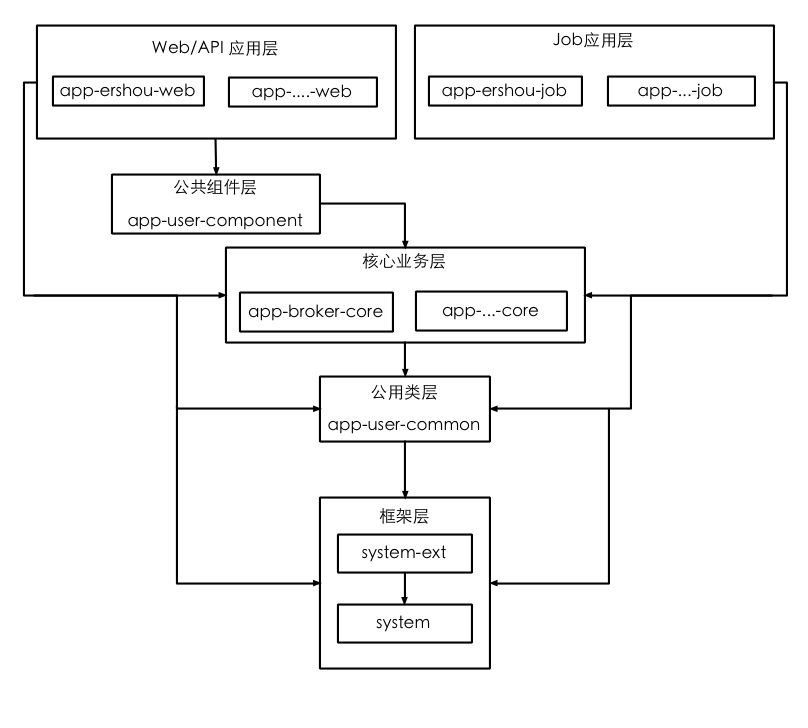 Web/API 应用层
app-ershou-web
app-....-web
Job应用层
app-ershou-job
app-...-job
公共组件层
app-user-component
核心业务层
app-broker-core
app-...-core
公用类层
app-user-common
框架层
system-ext
system